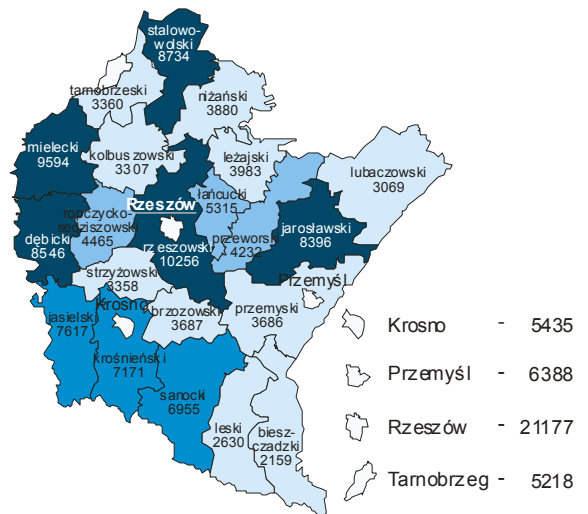 stalowo-
wolski
8734
tarnobrzeski
3360
niżański
3880
mielecki
9594
kolbuszowski
3307
leżajski
3983
lubaczowski
3069
Rzeszów
łańcucki
5315
ropczycko-
sędziszowski
4465
dębicki
8546
rzeszowski
10256
przeworski
4232
jarosławski
8396
strzyżowski
3358
Przemyśl
Krosno
brzozowski
3687
przemyski
3686
jasielski
7617
krośnieński
7171
sanocki
6955
leski
2630
biesz-
czadzki
2159
Krosno - 5435
Przemyśl - 6388
Rzeszów - 21177
Tarnobrzeg - 5218